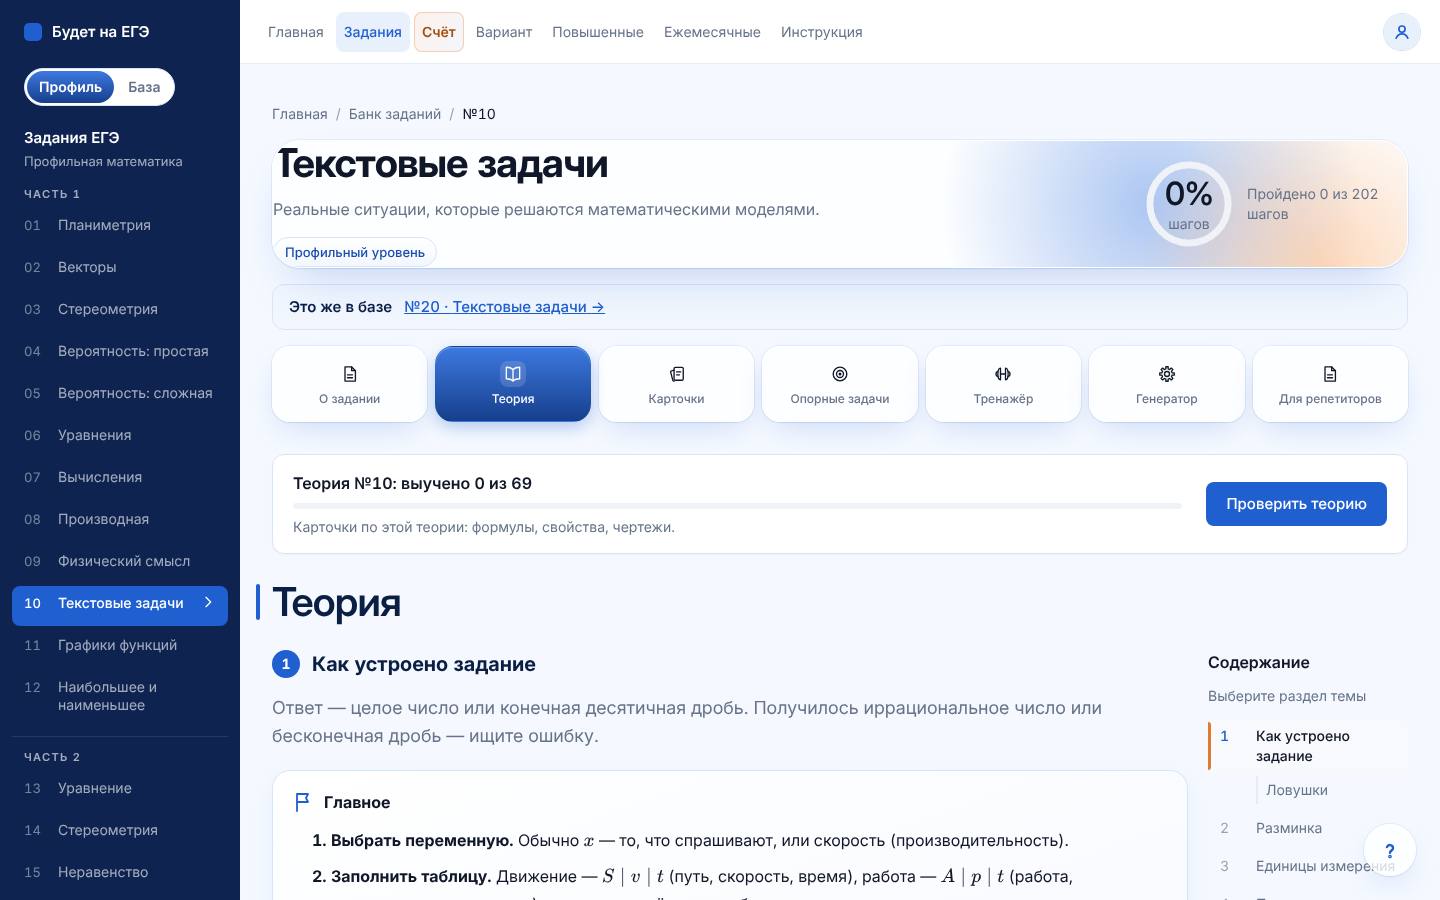 Будет на ЕГЭ
Профиль
База
Задания ЕГЭ
Профильная математика
ЧАСТЬ 1
01 Планиметрия
02 Векторы
03 Стереометрия
04 Вероятность: простая
05 Вероятность: сложная
06 Уравнения
07 Вычисления
08 Производная
09 Физический смысл
10 Текстовые задачи
11 Графики функций
12 Наибольшее и
наименьшее
ЧАСТЬ 2
13 Уравнение
14 Стереометрия
15 Неравенство
Главная Задания Счёт Вариант Повышенные Ежемесячные Инструкция
Главная / Банк заданий / №10
Текстовые задачи
Реальные ситуации, которые решаются математическими моделями.
Профильный уровень
0%
шагов
Пройдено 0 из 202
шагов
Это же в базе №20 · Текстовые задачи →
О задании
Теория
Карточки
Опорные задачи
Тренажёр
Генератор
Для репетиторов
Теория №10: выучено 0 из 69
Карточки по этой теории: формулы, свойства, чертежи.
Проверить теорию
Теория
1 Как устроено задание
Ответ — целое число или конечная десятичная дробь. Получилось иррациональное число или
бесконечная дробь — ищите ошибку.
Главное
1. Выбрать переменную. Обычно x — то, что спрашивают, или скорость (производительность).
2. Заполнить таблицу. Движение — S | v | t (путь, скорость, время), работа — A | p | t (работа,
Содержание
Выберите раздел темы
1 Как устроено
задание
Ловушки
2 Разминка
3 Единицы измерения
?